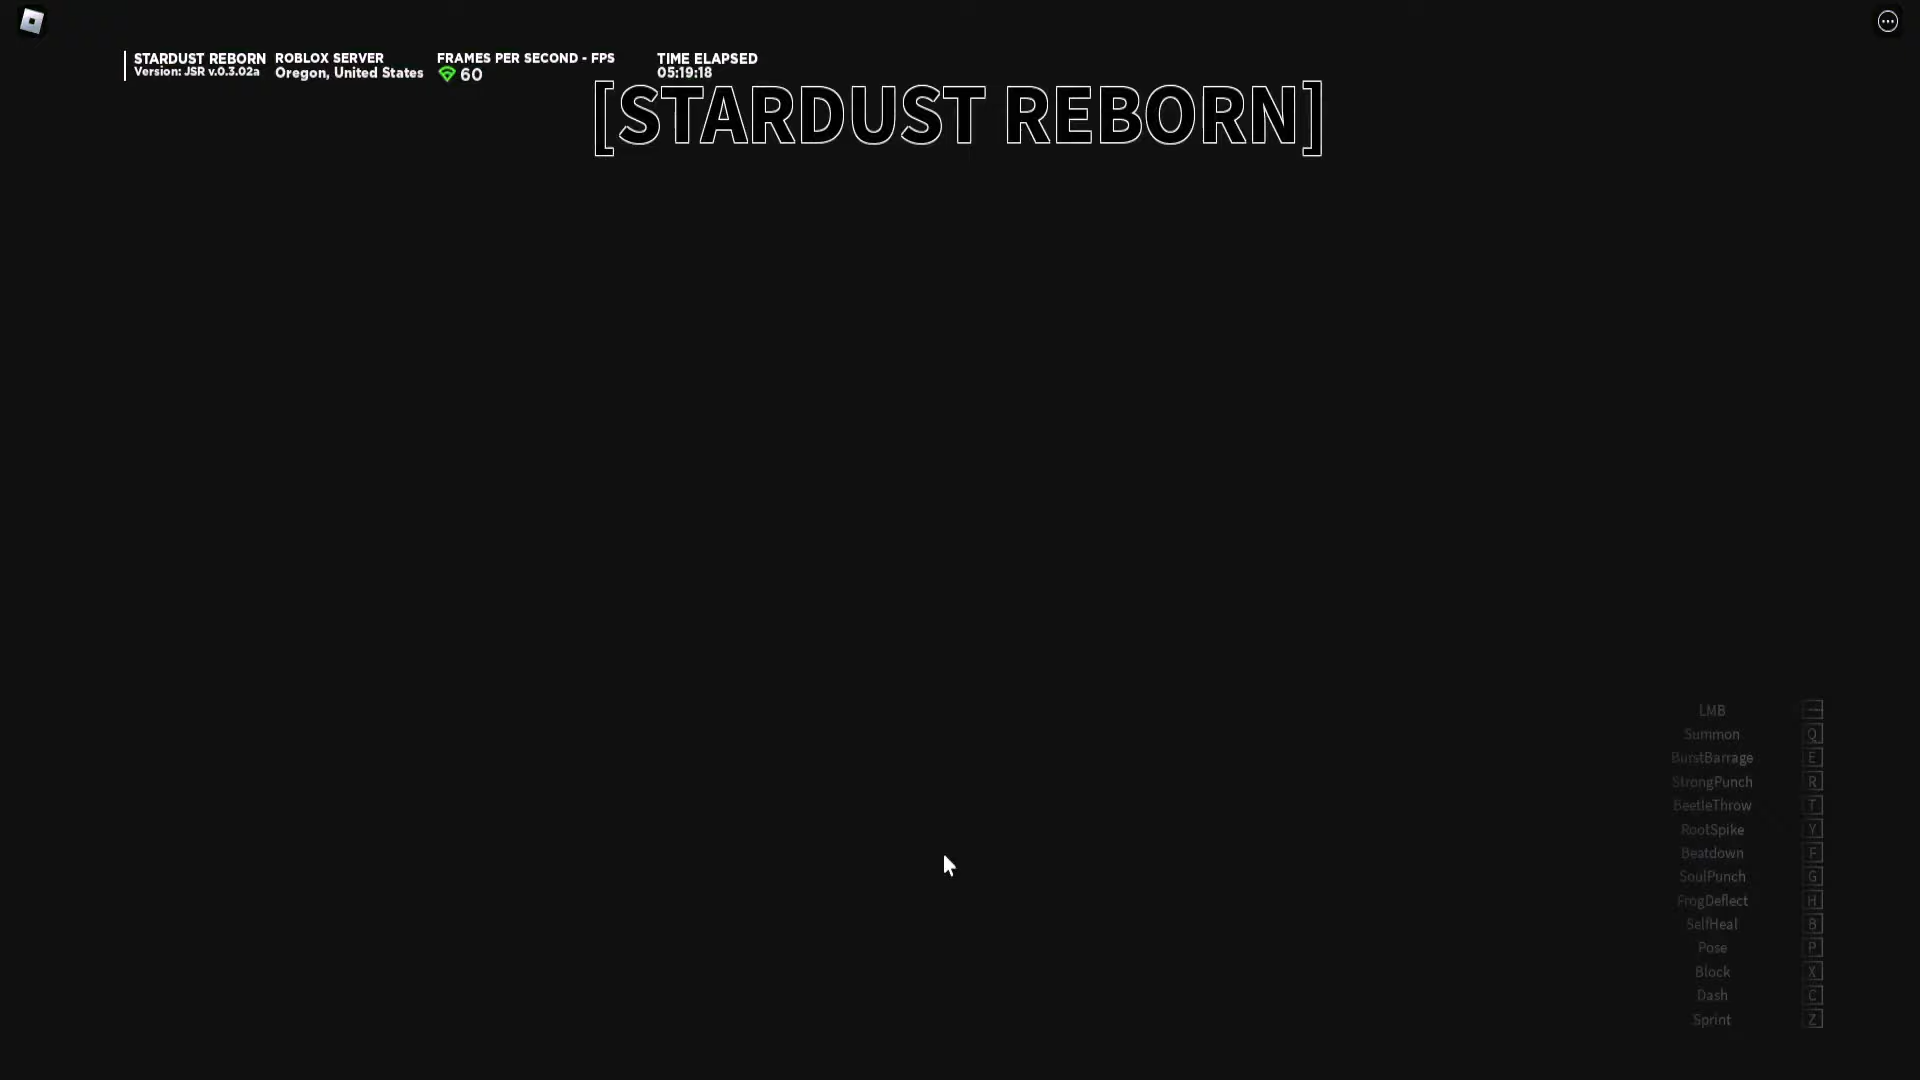 STARDUST REBORN ROBLOX SERVER FRAMES PER SECOND - FPS TIME ELAPSED
Version: JSR v.0.3.02a Oregon, United States 60 05:19:18
[STARDUST REBORN]
LMB —
Summon Q
BurstBarrage E
StrongPunch R
BeetleThrow T
RootSpike Y
Beatdown F
SoulPunch G
FrogDeflect H
SelfHeal B
Pose P
Block X
Dash C
Sprint Z